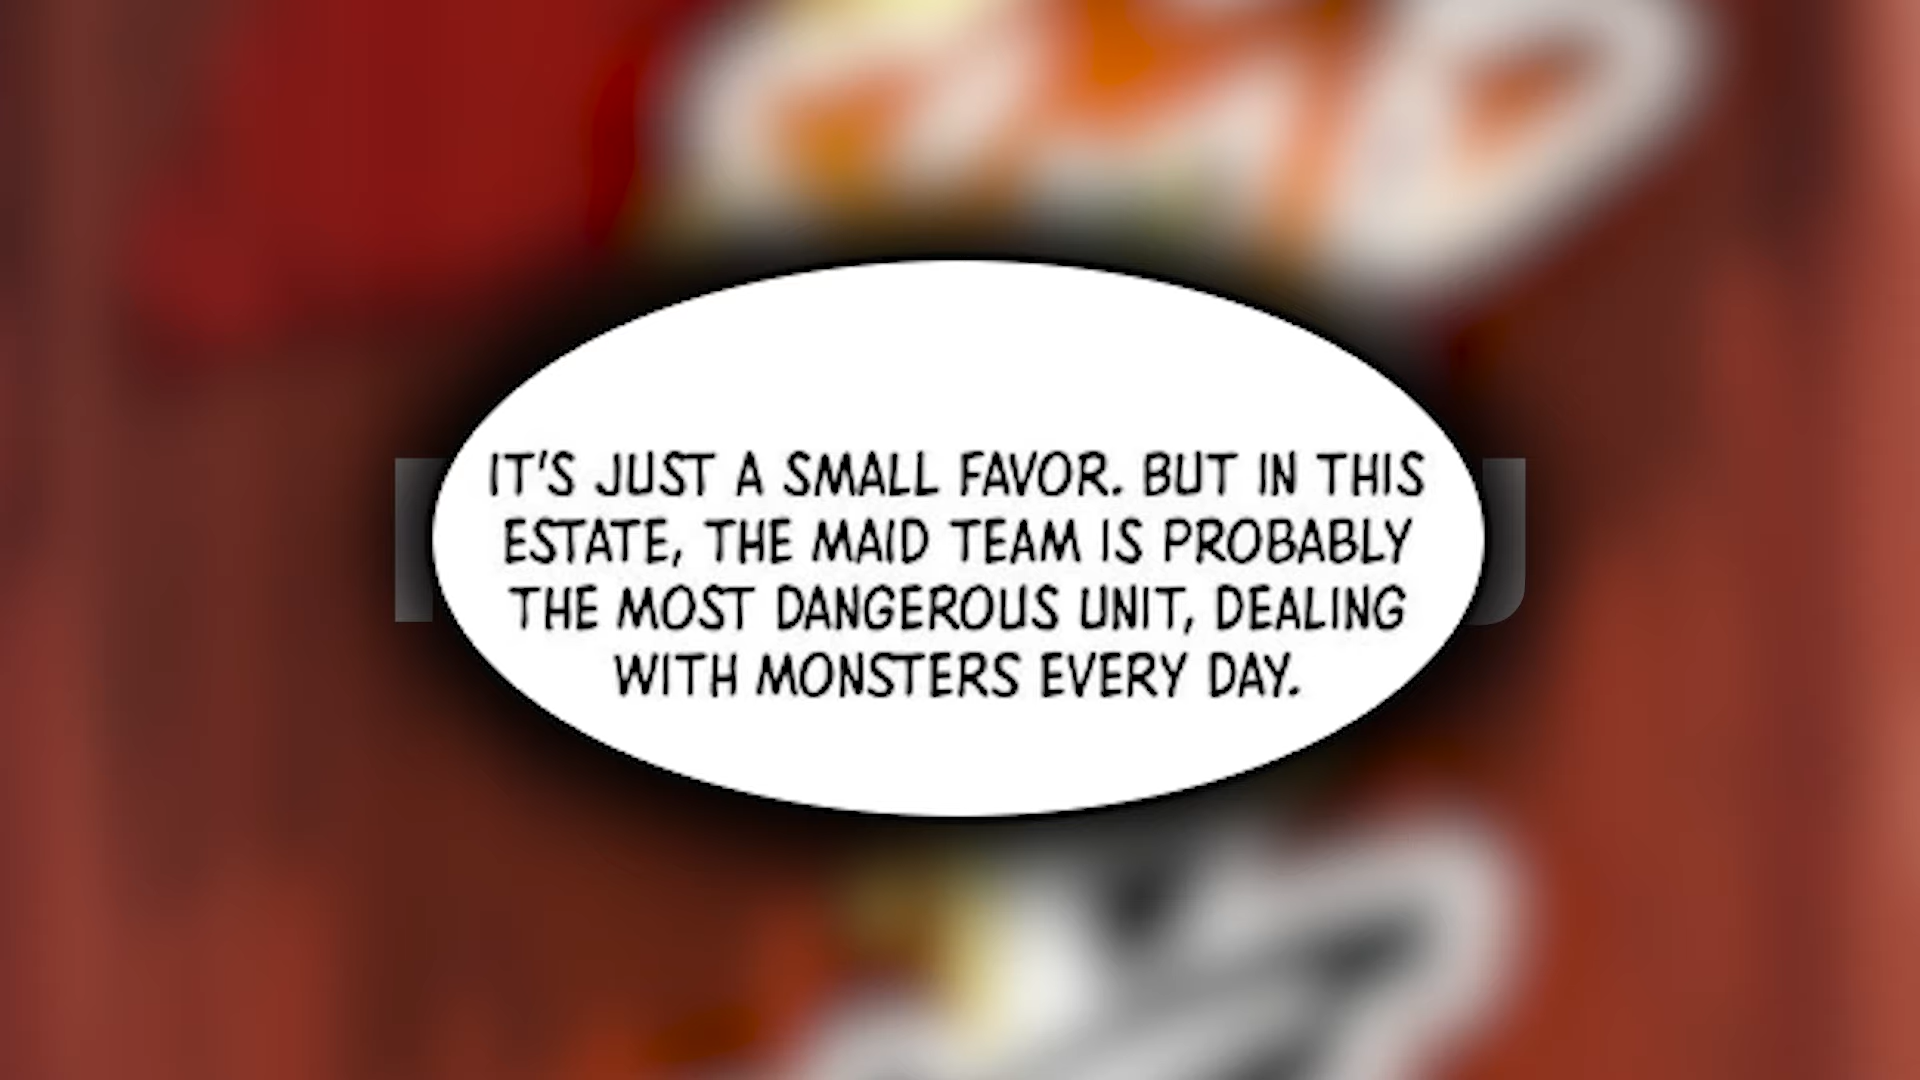 IT'S JUST A SMALL FAVOR. BUT IN THIS
ESTATE, THE MAID TEAM IS PROBABLY
THE MOST DANGEROUS UNIT, DEALING
WITH MONSTERS EVERY DAY.